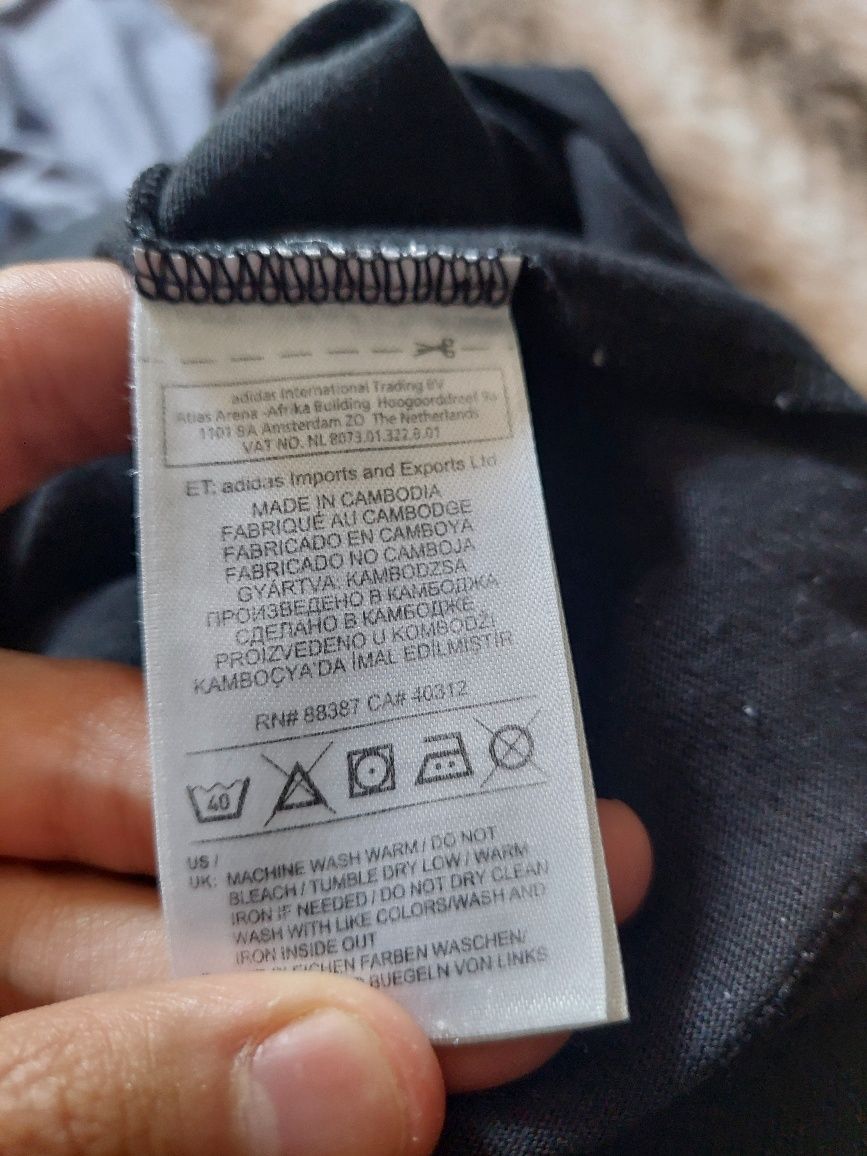 adidas International Trading BV
Atlas Arena -Afrika Building Hoogoorddreef 9a
1101 BA Amsterdam ZO The Netherlands
VAT NO. NL 8073.01.322.B.01
ET: adidas Imports and Exports Ltd
MADE IN CAMBODIA
FABRIQUÉ AU CAMBODGE
FABRICADO EN CAMBOYA
FABRICADO NO CAMBOJA
GYÁRTVA: KAMBODZSA
ПРОИЗВЕДЕНО В КАМБОДЖА
СДЕЛАНО В КАМБОДЖЕ
PROIZVEDENO U KOMBODŽI
KAMBOÇYA'DA İMAL EDİLMİŞTİR
RN# 88387 CA# 40312
40
US /
UK: MACHINE WASH WARM / DO NOT
BLEACH / TUMBLE DRY LOW / WARM
IRON IF NEEDED / DO NOT DRY CLEAN
WASH WITH LIKE COLORS/WASH AND
IRON INSIDE OUT
FARBEN WASCHEN/
BUEGELN VON LINKS